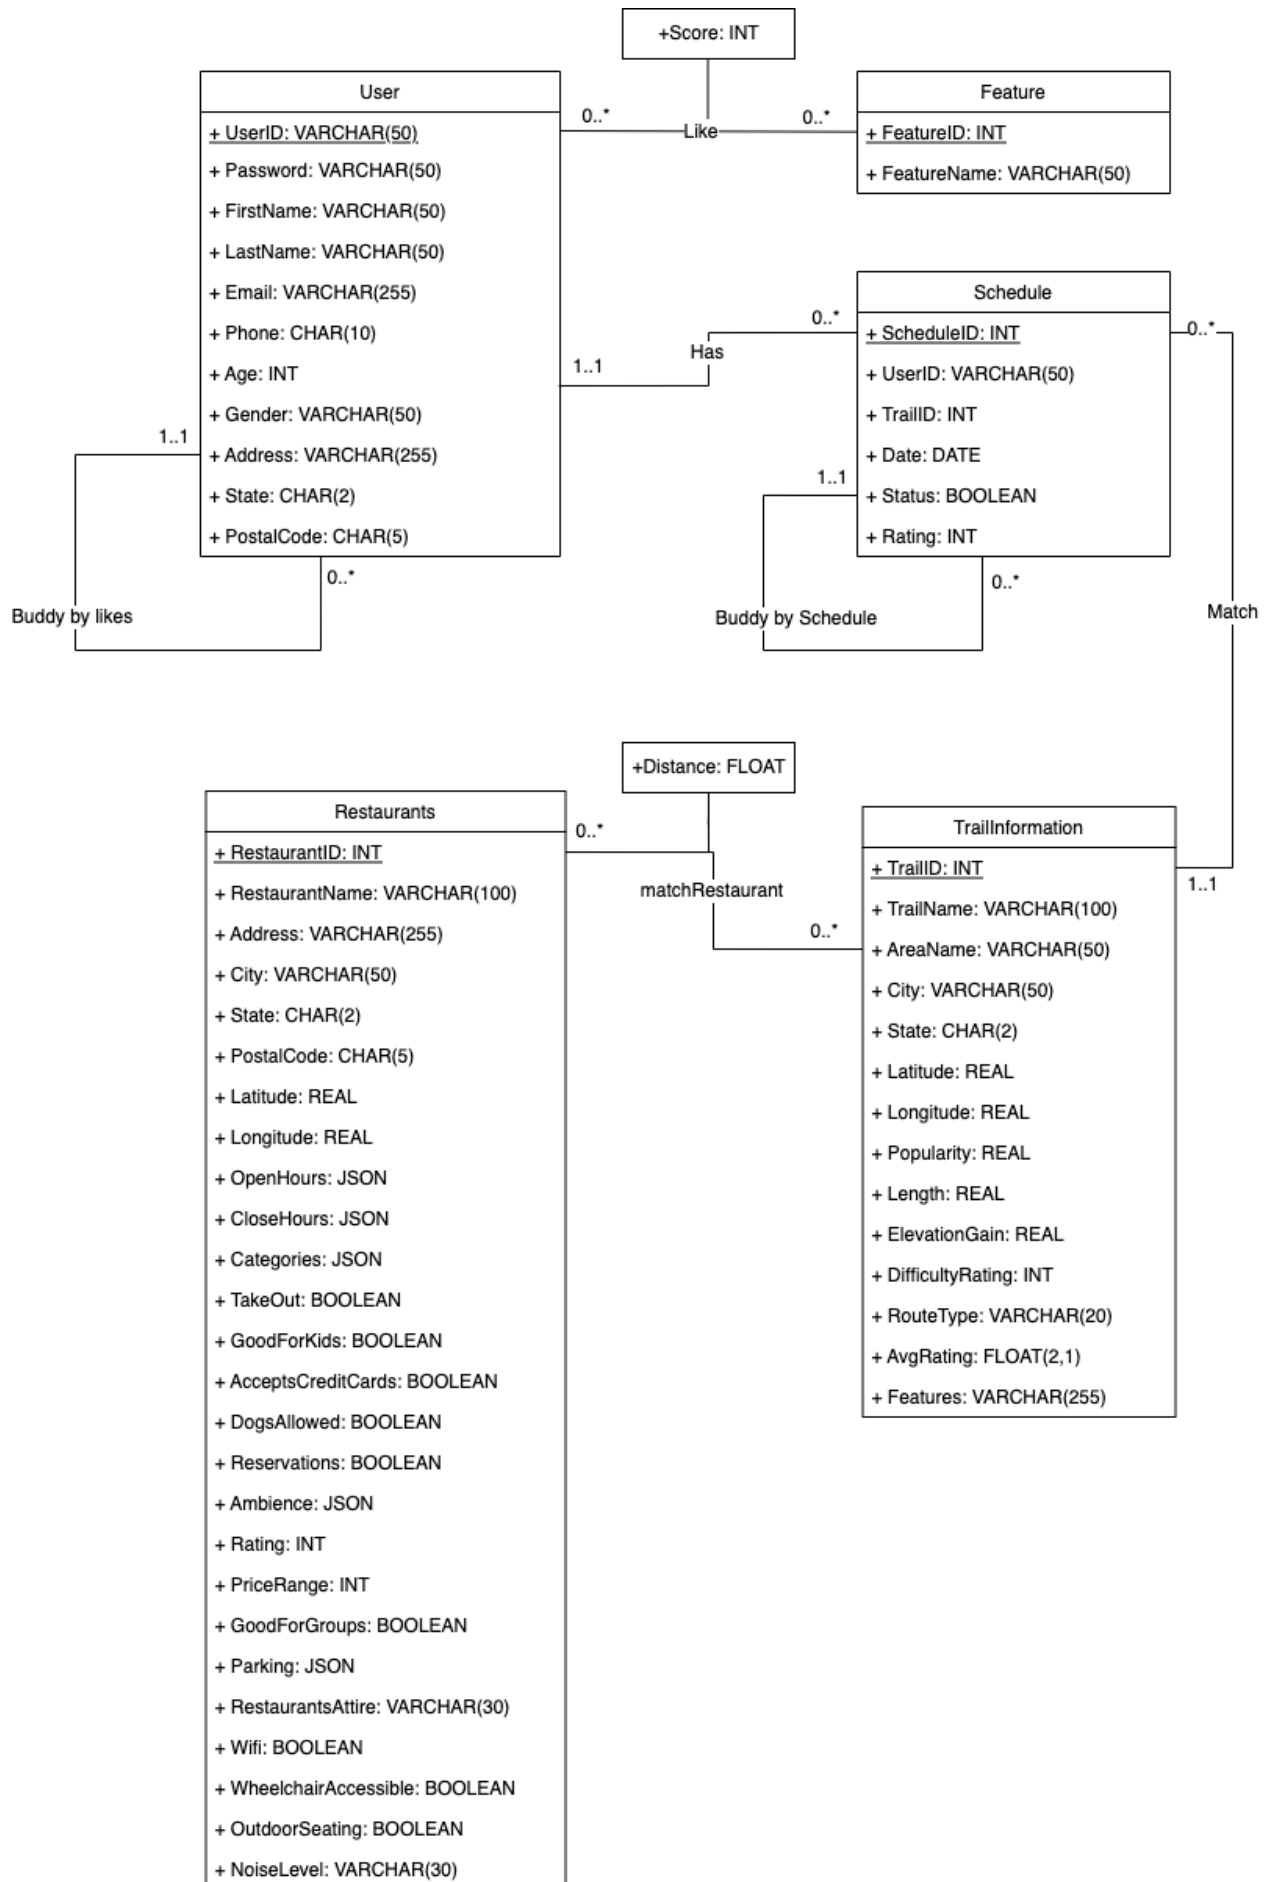 +Score: INT
User
+ UserID: VARCHAR(50)
+ Password: VARCHAR(50)
+ FirstName: VARCHAR(50)
+ LastName: VARCHAR(50)
+ Email: VARCHAR(255)
+ Phone: CHAR(10)
+ Age: INT
+ Gender: VARCHAR(50)
+ Address: VARCHAR(255)
+ State: CHAR(2)
+ PostalCode: CHAR(5)
0..*
Like
0..*
Feature
+ FeatureID: INT
+ FeatureName: VARCHAR(50)
1..1
Has
0..*
Schedule
+ ScheduleID: INT
+ UserID: VARCHAR(50)
+ TrailID: INT
+ Date: DATE
+ Status: BOOLEAN
+ Rating: INT
0..*
Match
1..1
1..1
0..*
Buddy by likes
1..1
0..*
Buddy by Schedule
+Distance: FLOAT
0..*
matchRestaurant
0..*
Restaurants
+ RestaurantID: INT
+ RestaurantName: VARCHAR(100)
+ Address: VARCHAR(255)
+ City: VARCHAR(50)
+ State: CHAR(2)
+ PostalCode: CHAR(5)
+ Latitude: REAL
+ Longitude: REAL
+ OpenHours: JSON
+ CloseHours: JSON
+ Categories: JSON
+ TakeOut: BOOLEAN
+ GoodForKids: BOOLEAN
+ AcceptsCreditCards: BOOLEAN
+ DogsAllowed: BOOLEAN
+ Reservations: BOOLEAN
+ Ambience: JSON
+ Rating: INT
+ PriceRange: INT
+ GoodForGroups: BOOLEAN
+ Parking: JSON
+ RestaurantsAttire: VARCHAR(30)
+ Wifi: BOOLEAN
+ WheelchairAccessible: BOOLEAN
+ OutdoorSeating: BOOLEAN
+ NoiseLevel: VARCHAR(30)
TrailInformation
+ TrailID: INT
+ TrailName: VARCHAR(100)
+ AreaName: VARCHAR(50)
+ City: VARCHAR(50)
+ State: CHAR(2)
+ Latitude: REAL
+ Longitude: REAL
+ Popularity: REAL
+ Length: REAL
+ ElevationGain: REAL
+ DifficultyRating: INT
+ RouteType: VARCHAR(20)
+ AvgRating: FLOAT(2,1)
+ Features: VARCHAR(255)